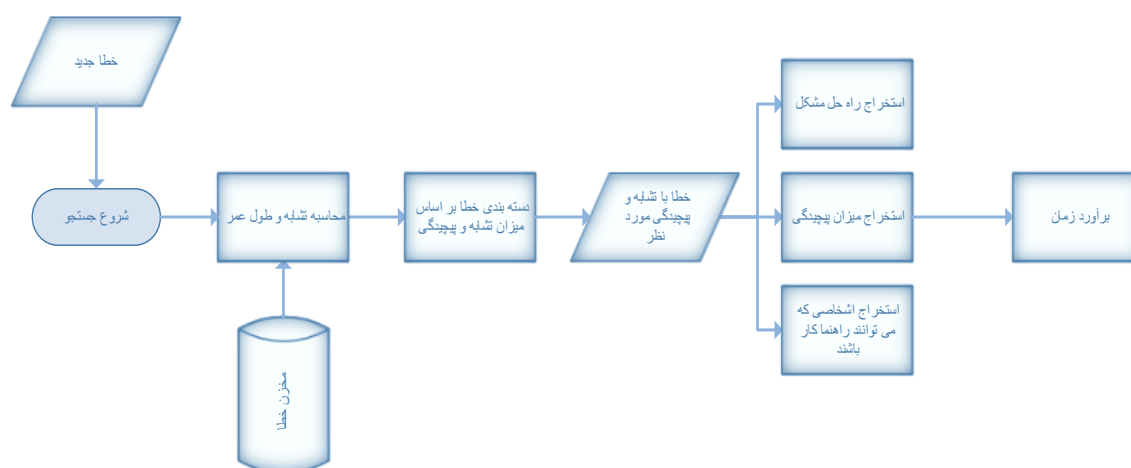 خطا جدید
شروع جستجو
محاسبه تشابه و طول عمر
مخزن خطا
دسته بندی خطا بر اساس
میزان تشابه و پیچیدگی
خطا با تشابه و
پیچیدگی مورد
نظر
استخراج راه حل مشکل
استخراج میزان پیچیدگی
استخراج اشخاصی که
می توانند راهنما کار
باشند
برآورد زمان